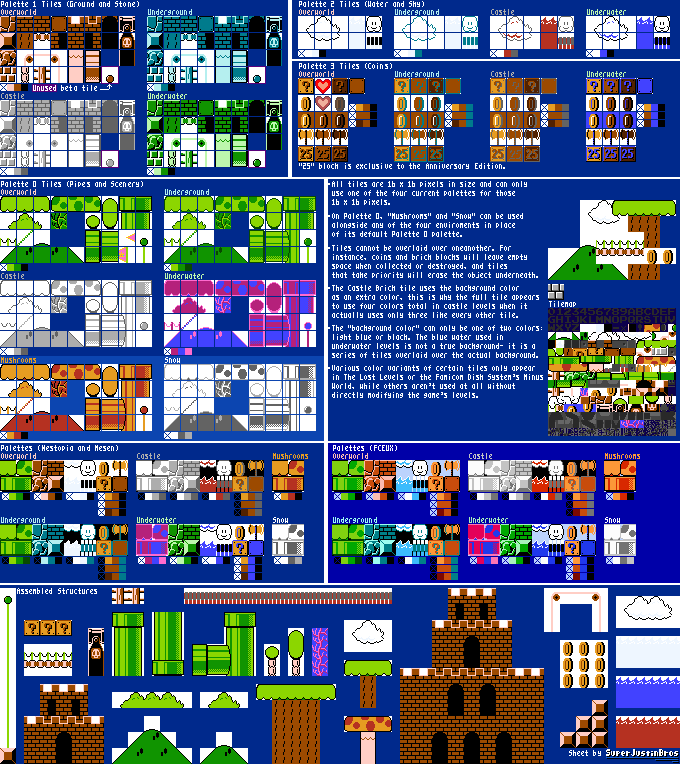 Palette 1 Tiles (Ground and Stone)
Overworld
Underground
Unused beta tile
Castle
Underwater
Palette 2 Tiles (Water and Sky)
Overworld
Underground
Castle
Underwater
Palette 3 Tiles (Coins)
Overworld
Underground
Castle
Underwater
"25" block is exclusive to the Anniversary Edition.
Palette 0 Tiles (Pipes and Scenery)
Overworld
Underground
Castle
Underwater
Mushrooms
Snow
•All tiles are 16 x 16 pixels in size and can only
use one of the four current palettes for those
16 x 16 pixels.
•On Palette 0, "Mushrooms" and "Snow" can be used
alongside any of the four enviroments in place
of its default Palette 0 palette.
•Tiles cannot be overlaid over oneanother. For
instance, coins and brick blocks will leave empty
space when collected or destroyed, and tiles
that take priority will erase the object underneath.
•The Castle Brick tile uses the background color
as an extra color, this is why the full tile appears
to use four colors total in castle levels when it
actually uses only three like every other tile.
•The "background color" can only be one of two colors:
light blue or black. The blue water used in
underwater levels is not a true background- it is a
series of tiles overlaid over the actual background.
•Various color variants of certain tiles only appear
in The Lost Levels or the Famicom Disk System's Minus
World, while others aren't used at all without
directly modifying the game's levels.
Tilemap
Palettes (Nestopia and Mesen)
Overworld
Castle
Mushrooms
Underground
Underwater
Snow
Palettes (FCEUX)
Overworld
Castle
Mushrooms
Underground
Underwater
Snow
Assembled Structures
Sheet by SuperJustinBros